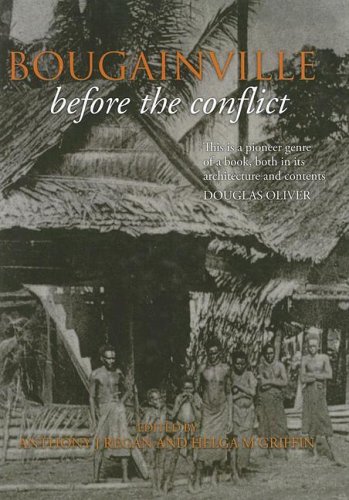 BOUGAINVILLE
before the conflict
This is a pioneer genre
of a book, both in its
architecture and contents
DOUGLAS OLIVER
EDITED BY
ANTHONY J REGAN AND HELGA M GRIFFIN